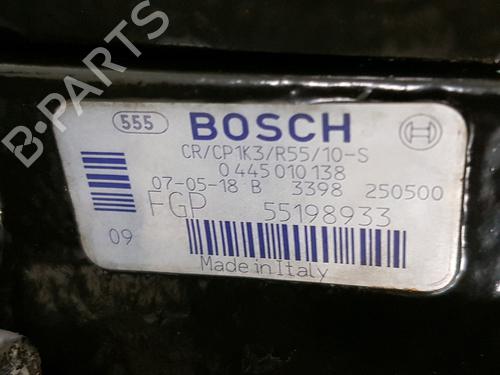 B-PARTS
555 BOSCH
CR/CP1K3/R55/10-S
0 445 010 138
07-05-18 B 3398 250500
FGP 55198933
09
Made in Italy